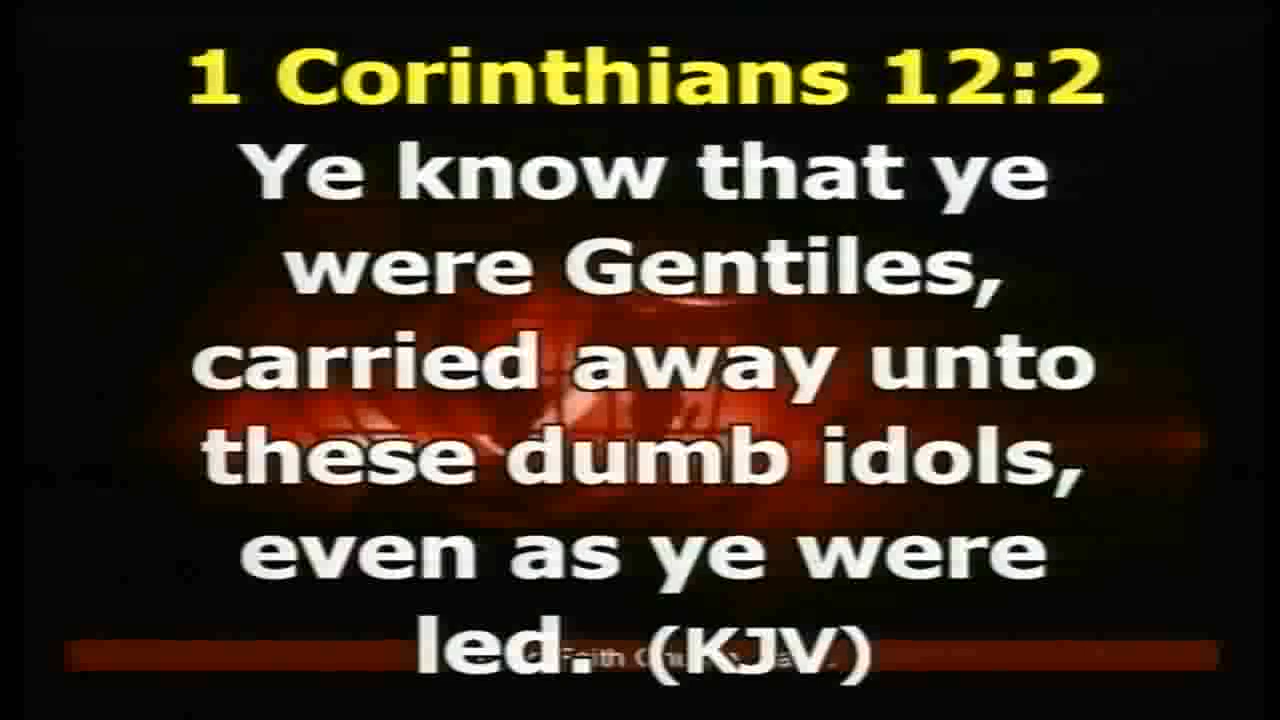 1 Corinthians 12:2
Ye know that ye
were Gentiles,
carried away unto
these dumb idols,
even as ye were
led. (KJV)
Faith